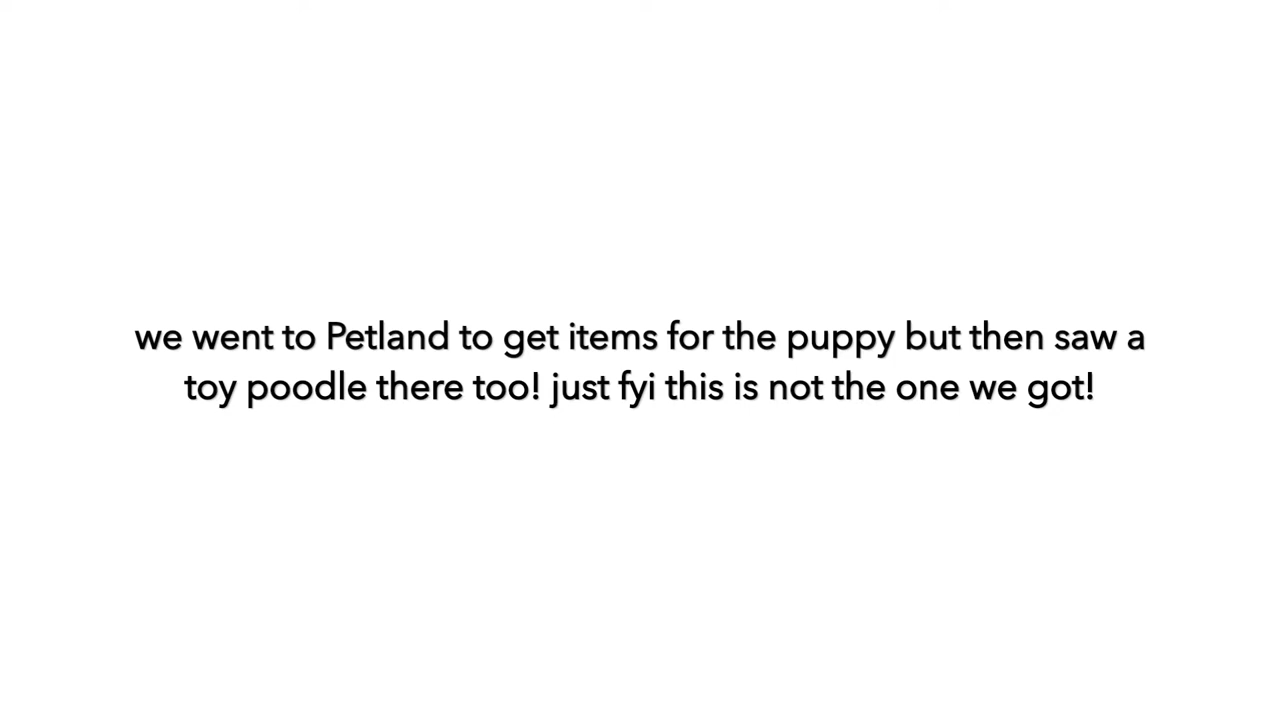 we went to Petland to get items for the puppy but then saw a
toy poodle there too! just fyi this is not the one we got!